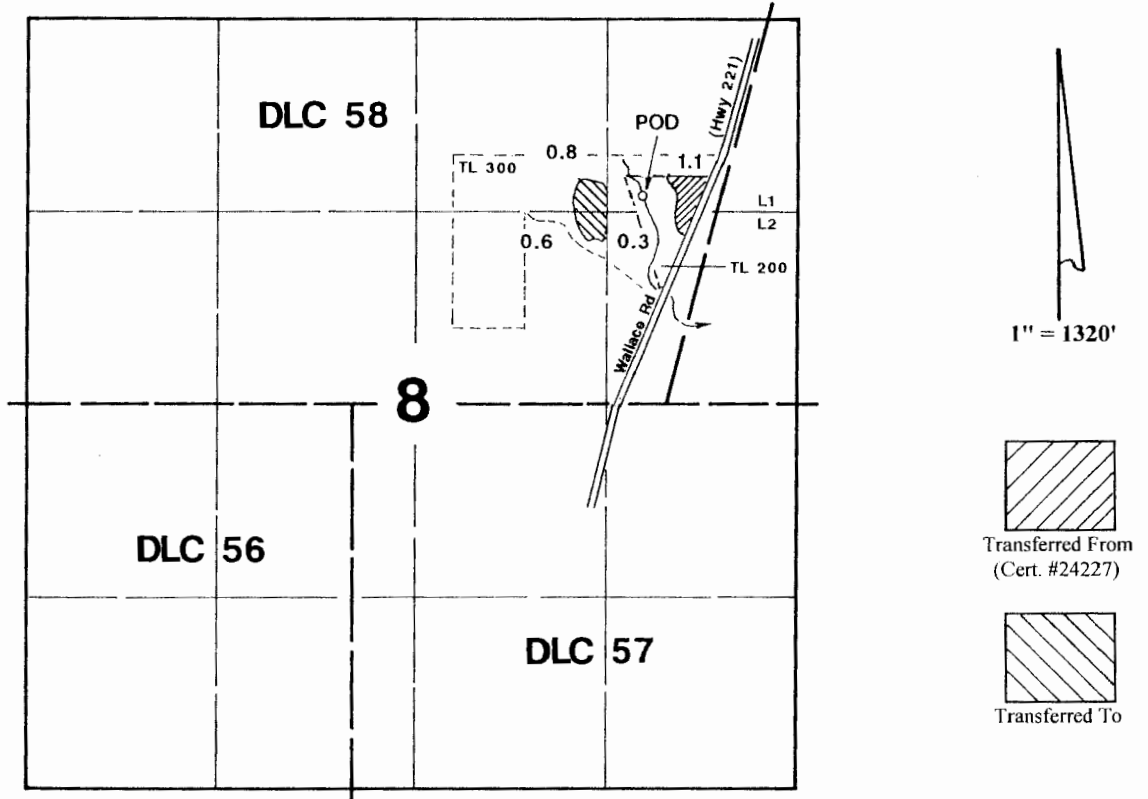 (Hwy 221)
DLC 58
POD
0.8
1.1
TL 300
L1
L2
0.6
0.3
TL 200
Wallace Rd
1" = 1320'
8
Transferred From
(Cert. #24227)
DLC 56
DLC 57
Transferred To